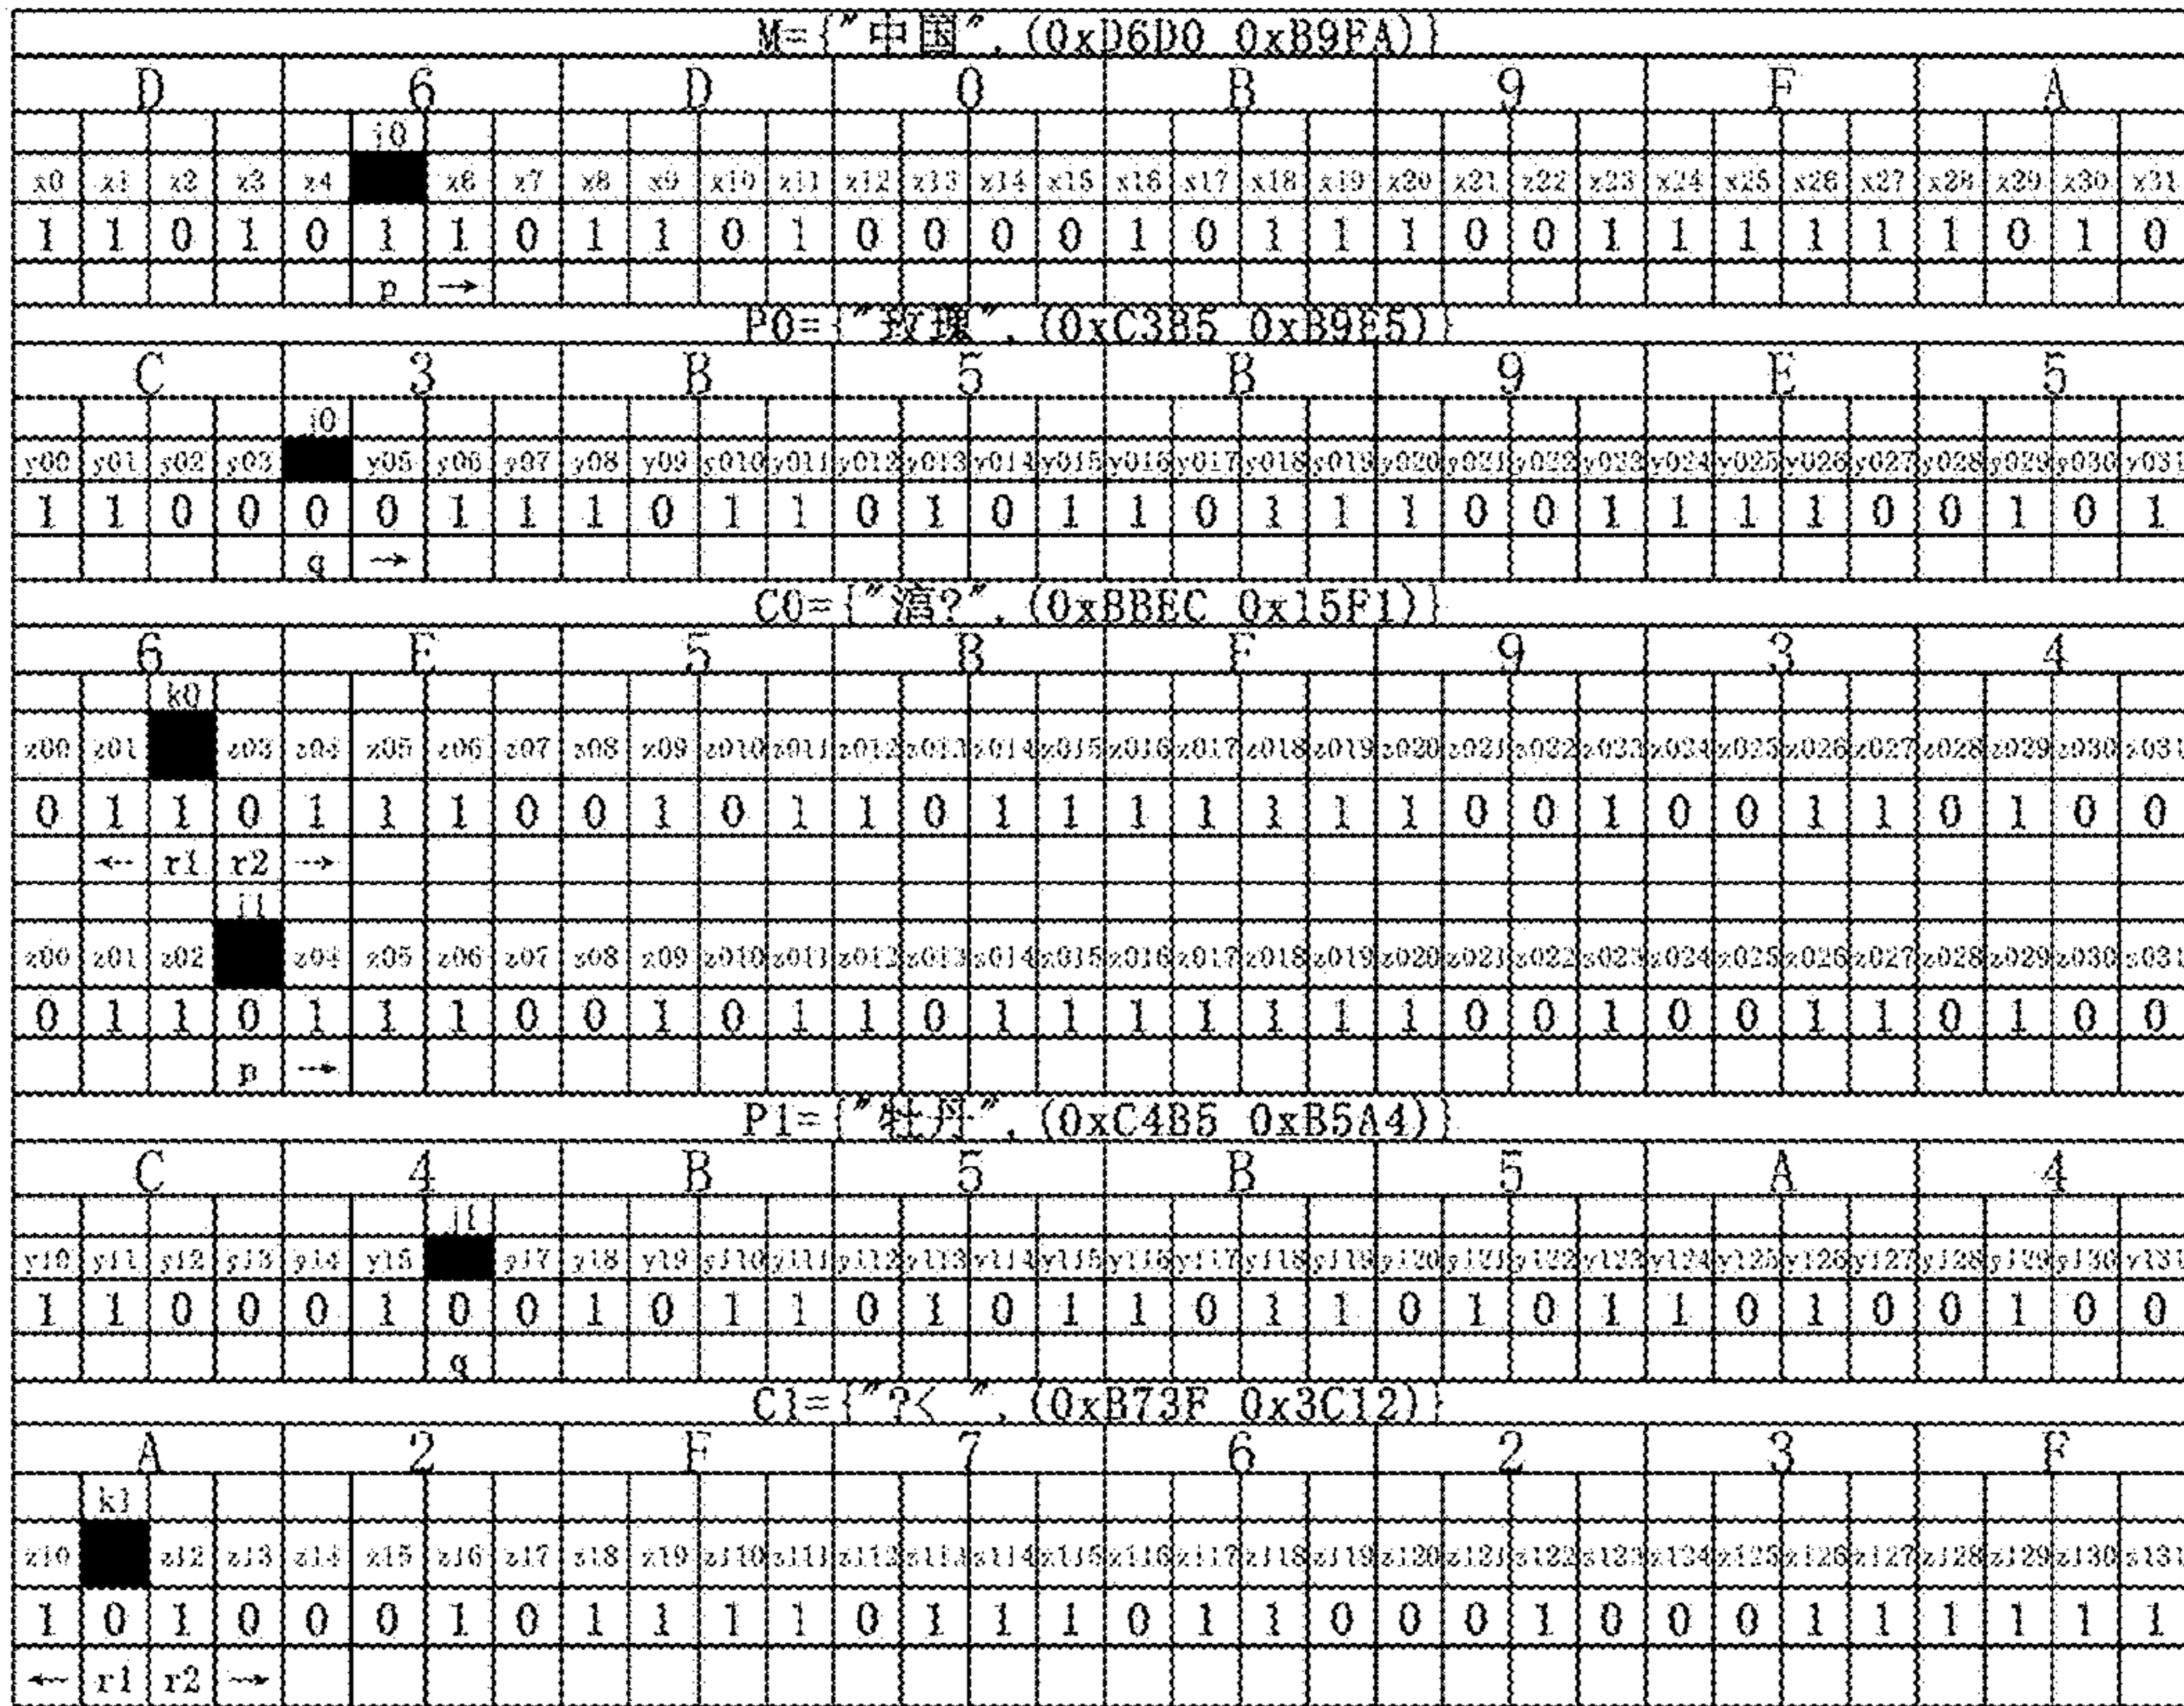 M={"中国", (0xD6D0 0xB9FA)}
D 6 D 0 B 9 F A
i0
x0 x1 x2 x3 x4 x6 x7 x8 x9 x10 x11 x12 x13 x14 x15 x16 x17 x18 x19 x20 x21 x22 x23 x24 x25 x26 x27 x28 x29 x30 x31
1 1 0 1 0 1 1 0 1 1 0 1 0 0 0 0 1 0 1 1 1 0 0 1 1 1 1 1 1 0 1 0
p →
P0={"玫瑰", (0xC3B5 0xB9E5)}
C 3 B 5 B 9 E 5
j0
y00 y01 y02 y03 y05 y06 y07 y08 y09 y010 y011 y012 y013 y014 y015 y016 y017 y018 y019 y020 y021 y022 y023 y024 y025 y026 y027 y028 y029 y030 y031
1 1 0 0 0 0 1 1 1 0 1 1 0 1 0 1 1 0 1 1 1 0 0 1 1 1 1 0 0 1 0 1
q →
C0={"?", (0xBBEC 0x15F1)}
6 E 5 B F 9 3 4
k0
z00 z01 z03 z04 z05 z06 z07 z08 z09 z010 z011 z012 z013 z014 z015 z016 z017 z018 z019 z020 z021 z022 z023 z024 z025 z026 z027 z028 z029 z030 z031
0 1 1 0 1 1 1 0 0 1 0 1 1 0 1 1 1 1 1 1 1 0 0 1 0 0 1 1 0 1 0 0
← r1 r2 →
i1
z00 z01 z02 z04 z05 z06 z07 z08 z09 z010 z011 z012 z013 z014 z015 z016 z017 z018 z019 z020 z021 z022 z023 z024 z025 z026 z027 z028 z029 z030 z031
0 1 1 0 1 1 1 0 0 1 0 1 1 0 1 1 1 1 1 1 1 0 0 1 0 0 1 1 0 1 0 0
p →
P1={"牡丹", (0xC4B5 0xB5A4)}
C 4 B 5 B 5 A 4
j1
y10 y11 y12 y13 y14 y15 y17 y18 y19 y110 y111 y112 y113 y114 y115 y116 y117 y118 y119 y120 y121 y122 y123 y124 y125 y126 y127 y128 y129 y130 y131
1 1 0 0 0 1 0 0 1 0 1 1 0 1 0 1 1 0 1 1 0 1 0 1 1 0 1 0 0 1 0 0
q
C1={"?< ", (0xB73F 0x3C12)}
A 2 F 7 6 2 3 F
k1
z10 z12 z13 z14 z15 z16 z17 z18 z19 z110 z111 z112 z113 z114 z115 z116 z117 z118 z119 z120 z121 z122 z123 z124 z125 z126 z127 z128 z129 z130 z131
1 0 1 0 0 0 1 0 1 1 1 1 0 1 1 1 0 1 1 0 0 0 1 0 0 0 1 1 1 1 1 1
← r1 r2 →